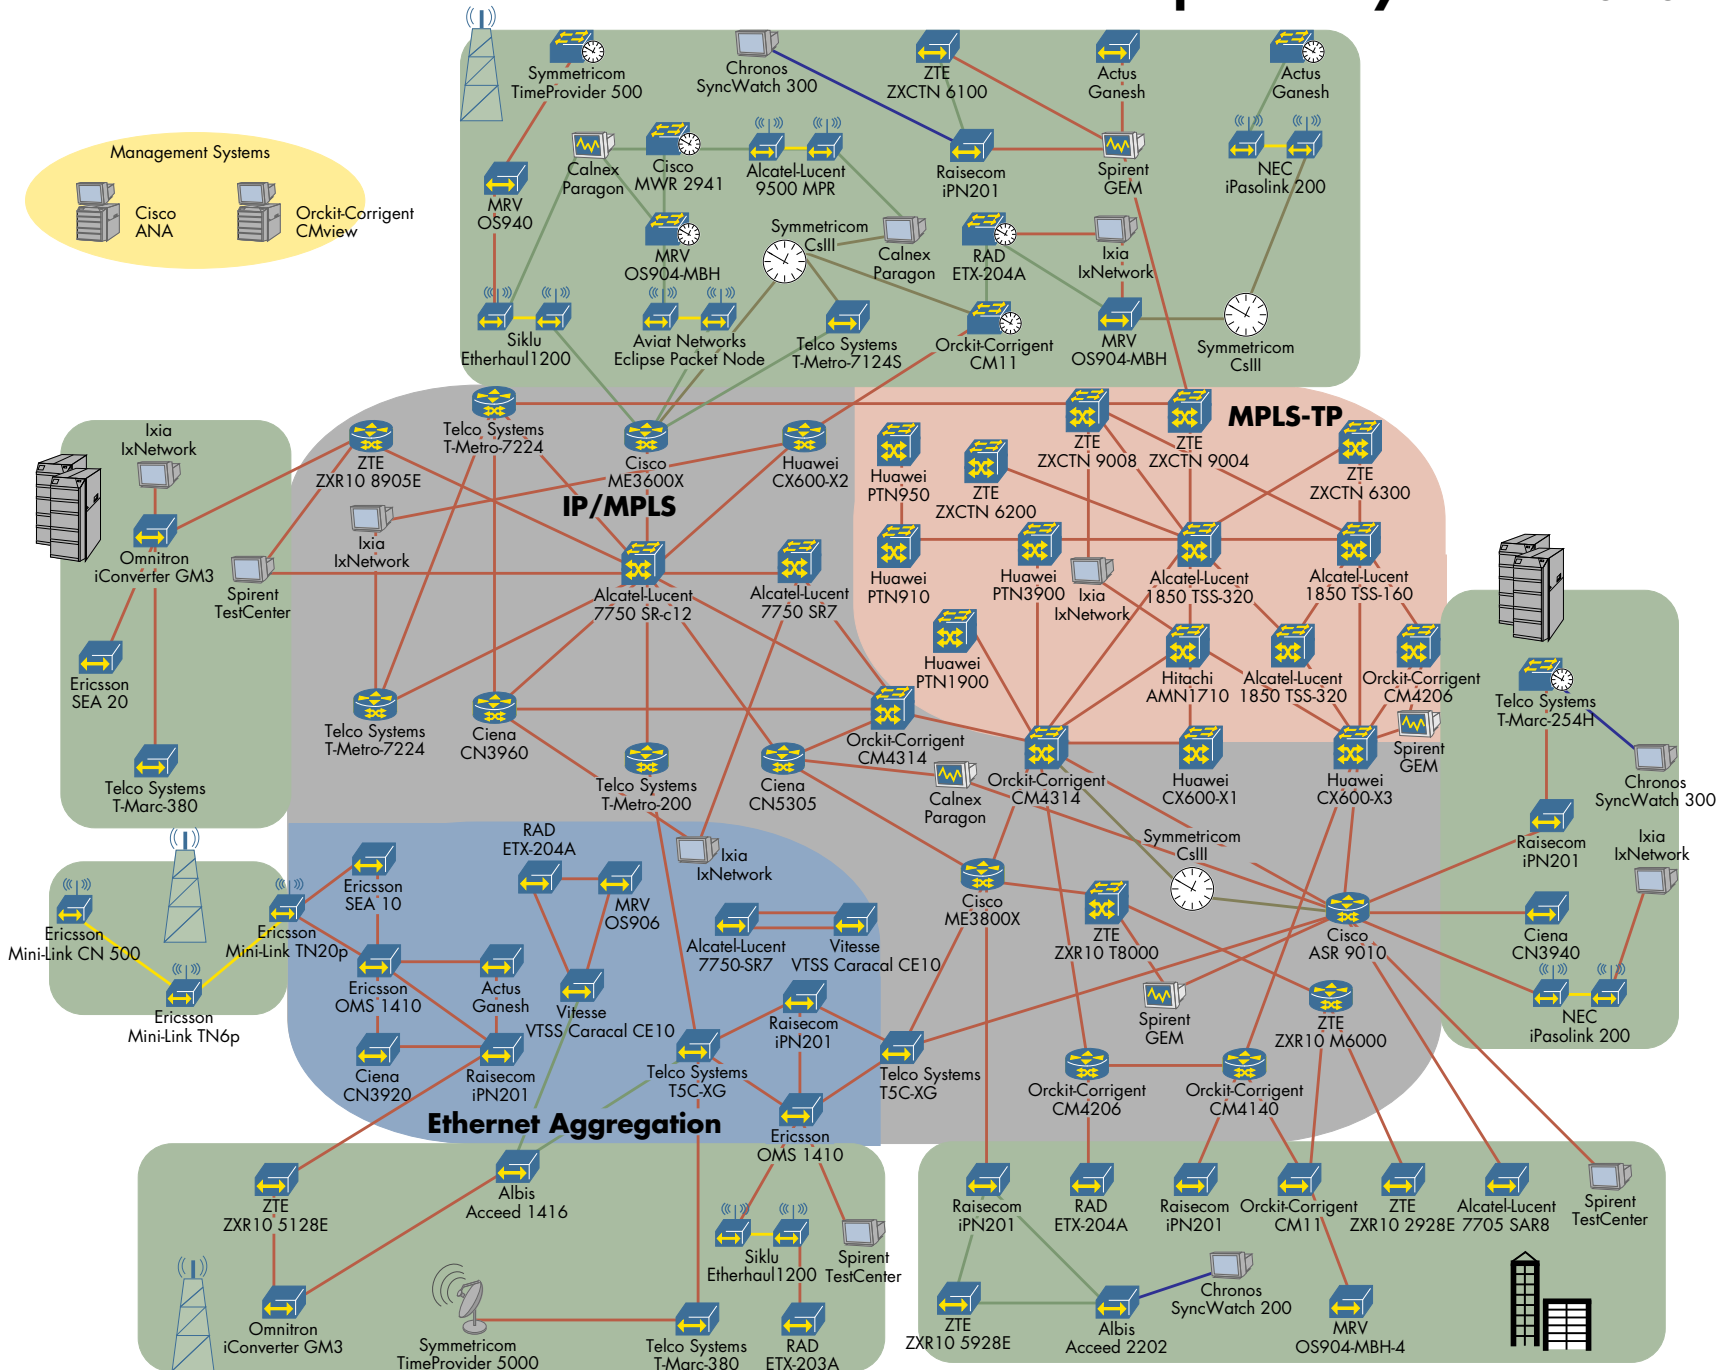 Symmetricom
TimeProvider 500
Chronos
SyncWatch 300
ZTE
ZXCTN 6100
Actus
Ganesh
Actus
Ganesh
Management Systems
Cisco
ANA
Orckit-Corrigent
CMview
MRV
OS940
Calnex
Paragon
Cisco
MWR 2941
Alcatel-Lucent
9500 MPR
Raisecom
iPN201
Spirent
GEM
NEC
iPasolink 200
MRV
OS904-MBH
Symmetricom
CsIII
Calnex
Paragon
RAD
ETX-204A
Ixia
IxNetwork
Siklu
Etherhaul1200
Aviat Networks
Eclipse Packet Node
Telco Systems
T-Metro-7124S
Orckit-Corrigent
CM11
MRV
OS904-MBH
Symmetricom
CsIII
Ixia
IxNetwork
ZTE
ZXR10 8905E
Telco Systems
T-Metro-7224
Cisco
ME3600X
Huawei
CX600-X2
IP/MPLS
MPLS-TP
Huawei
PTN950
ZTE
ZXCTN 6200
ZTE
ZXCTN 9008
ZTE
ZXCTN 9004
ZTE
ZXCTN 6300
Omnitron
iConverter GM3
Spirent
TestCenter
Ixia
IxNetwork
Alcatel-Lucent
7750 SR-c12
Alcatel-Lucent
7750 SR7
Huawei
PTN910
Huawei
PTN3900
Ixia
IxNetwork
Alcatel-Lucent
1850 TSS-320
Alcatel-Lucent
1850 TSS-160
Ericsson
SEA 20
Huawei
PTN1900
Hitachi
AMN1710
Alcatel-Lucent
1850 TSS-320
Orckit-Corrigent
CM4206
Telco Systems
T-Marc-254H
Telco Systems
T-Marc-380
Telco Systems
T-Metro-7224
Ciena
CN3960
Telco Systems
T-Metro-200
Ciena
CN5305
Orckit-Corrigent
CM4314
Calnex
Paragon
Orckit-Corrigent
CM4314
Huawei
CX600-X1
Huawei
CX600-X3
Spirent
GEM
Chronos
SyncWatch 300
Raisecom
iPN201
Ixia
IxNetwork
Symmetricom
CsIII
RAD
ETX-204A
Ixia
IxNetwork
Ericsson
SEA 10
MRV
OS906
Ericsson
Mini-Link CN 500
Ericsson
Mini-Link TN20p
Ericsson
Mini-Link TN6p
Alcatel-Lucent
7750-SR7
Vitesse
VTSS Caracal CE10
Cisco
ME3800X
ZTE
ZXR10 T8000
Cisco
ASR 9010
Ciena
CN3940
Ericsson
OMS 1410
Actus
Ganesh
Vitesse
VTSS Caracal CE10
Raisecom
iPN201
Spirent
GEM
ZTE
ZXR10 M6000
NEC
iPasolink 200
Ciena
CN3920
Raisecom
iPN201
Telco Systems
T5C-XG
Telco Systems
T5C-XG
Orckit-Corrigent
CM4206
Orckit-Corrigent
CM4140
Ethernet Aggregation
Ericsson
OMS 1410
ZTE
ZXR10 5128E
Albis
Acceed 1416
Raisecom
iPN201
RAD
ETX-204A
Raisecom
iPN201
Orckit-Corrigent
CM11
ZTE
ZXR10 2928E
Alcatel-Lucent
7705 SAR8
Spirent
TestCenter
Siklu
Etherhaul1200
Spirent
TestCenter
Omnitron
iConverter GM3
Symmetricom
TimeProvider 5000
Telco Systems
T-Marc-380
RAD
ETX-203A
ZTE
ZXR10 5928E
Albis
Acceed 2202
Chronos
SyncWatch 200
MRV
OS904-MBH-4